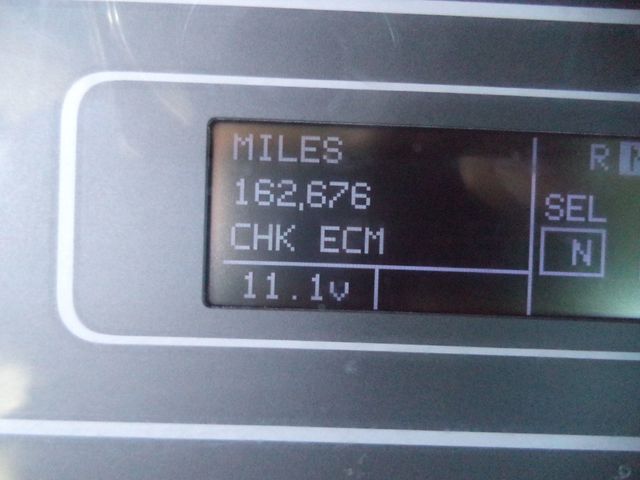 MILES
162,676
CHK ECM
11.1v
R
SEL
N